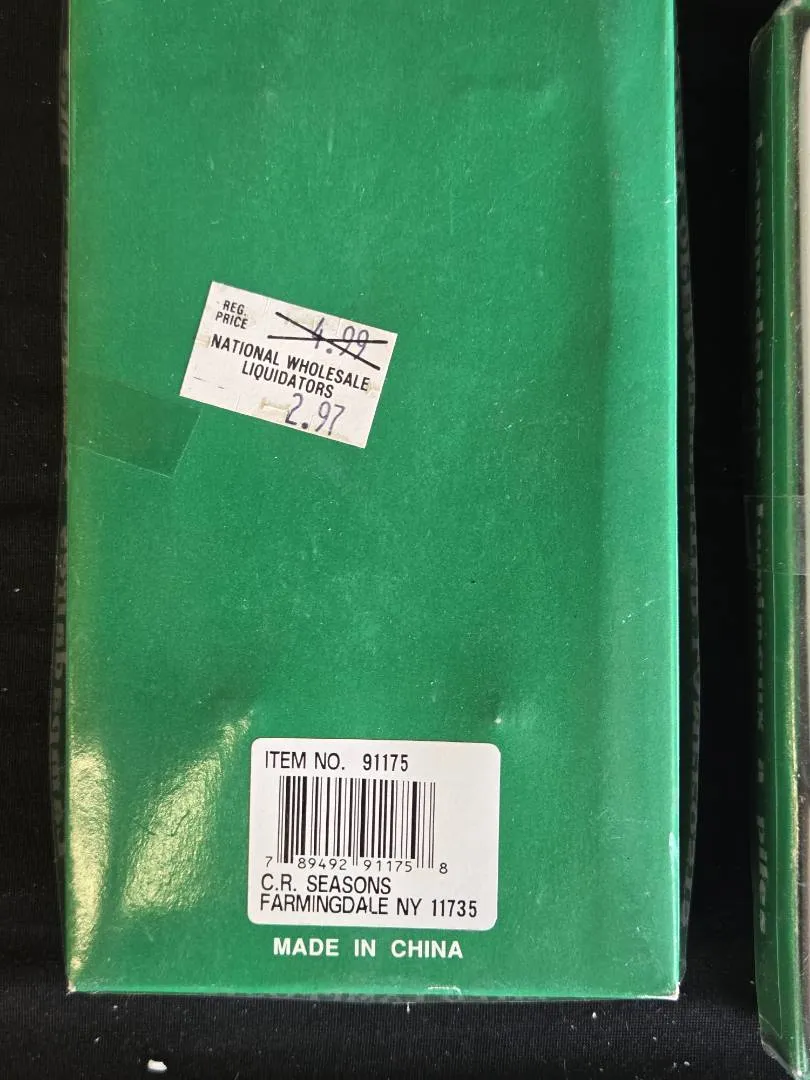 REG.
PRICE
4.99
NATIONAL WHOLESALE
LIQUIDATORS
2.97
ITEM NO. 91175
7 89492 91175 8
C.R. SEASONS
FARMINGDALE NY 11735
MADE IN CHINA
à piles